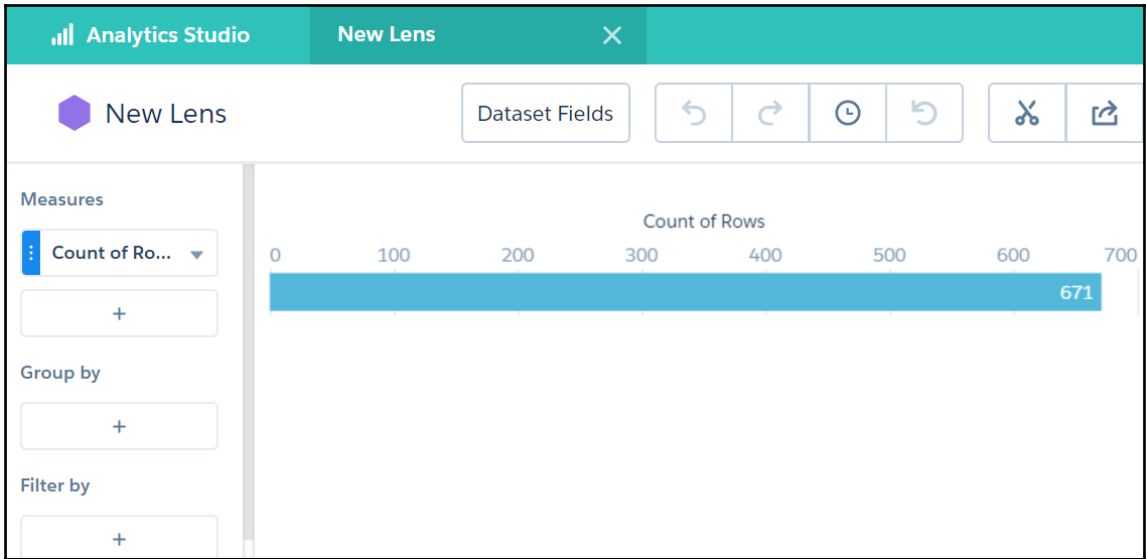 Analytics Studio
New Lens
New Lens
Dataset Fields
Measures
Count of Ro...
+
Group by
+
Filter by
+
Count of Rows
0 100 200 300 400 500 600 700
671